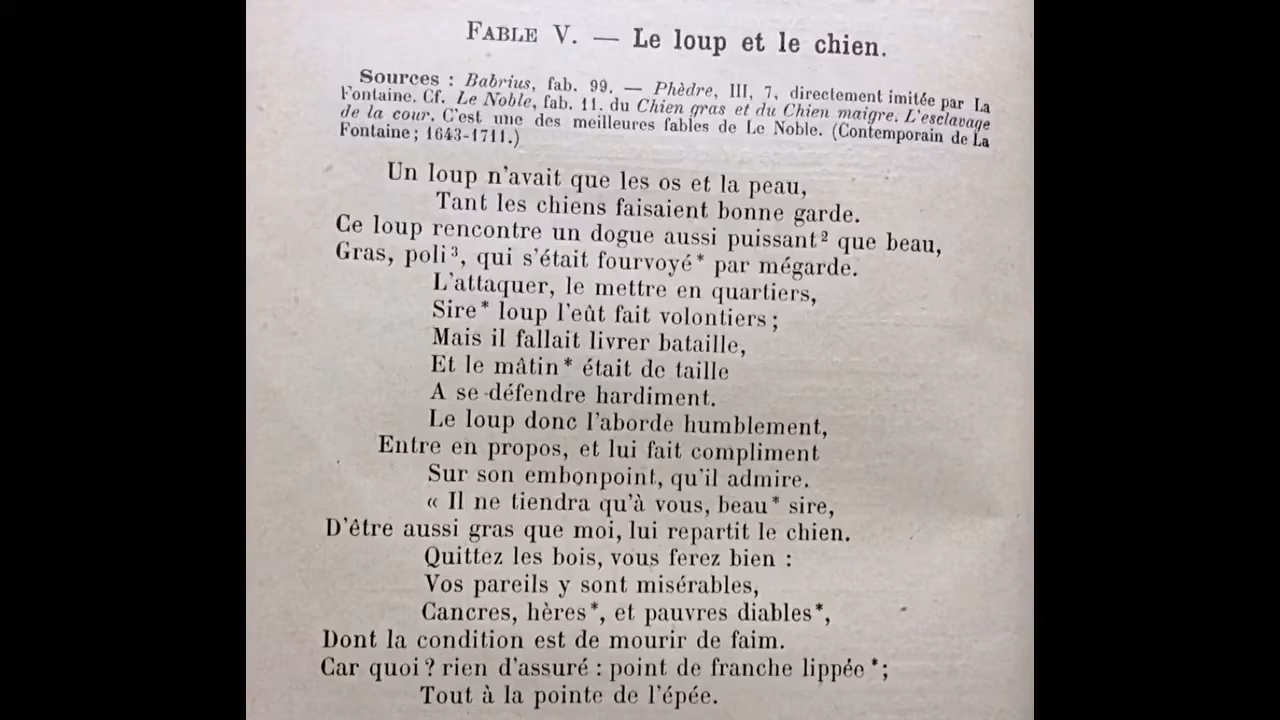 FABLE V. — Le loup et le chien.
Sources : Babrius, fab. 99. — Phèdre, III, 7, directement imitée par La
Fontaine. Cf. Le Noble, fab. 11. du Chien gras et du Chien maigre. L'esclavage
de la cour. C'est une des meilleures fables de Le Noble. (Contemporain de La
Fontaine ; 1643-1711.)
Un loup n'avait que les os et la peau,
Tant les chiens faisaient bonne garde.
Ce loup rencontre un dogue aussi puissant² que beau,
Gras, poli³, qui s'était fourvoyé* par mégarde.
L'attaquer, le mettre en quartiers,
Sire* loup l'eût fait volontiers ;
Mais il fallait livrer bataille,
Et le mâtin* était de taille
A se défendre hardiment.
Le loup donc l'aborde humblement,
Entre en propos, et lui fait compliment
Sur son embonpoint, qu'il admire.
« Il ne tiendra qu'à vous, beau* sire,
D'être aussi gras que moi, lui repartit le chien.
Quittez les bois, vous ferez bien :
Vos pareils y sont misérables,
Cancres, hères*, et pauvres diables*,
Dont la condition est de mourir de faim.
Car quoi ? rien d'assuré : point de franche lippée*;
Tout à la pointe de l'épée.